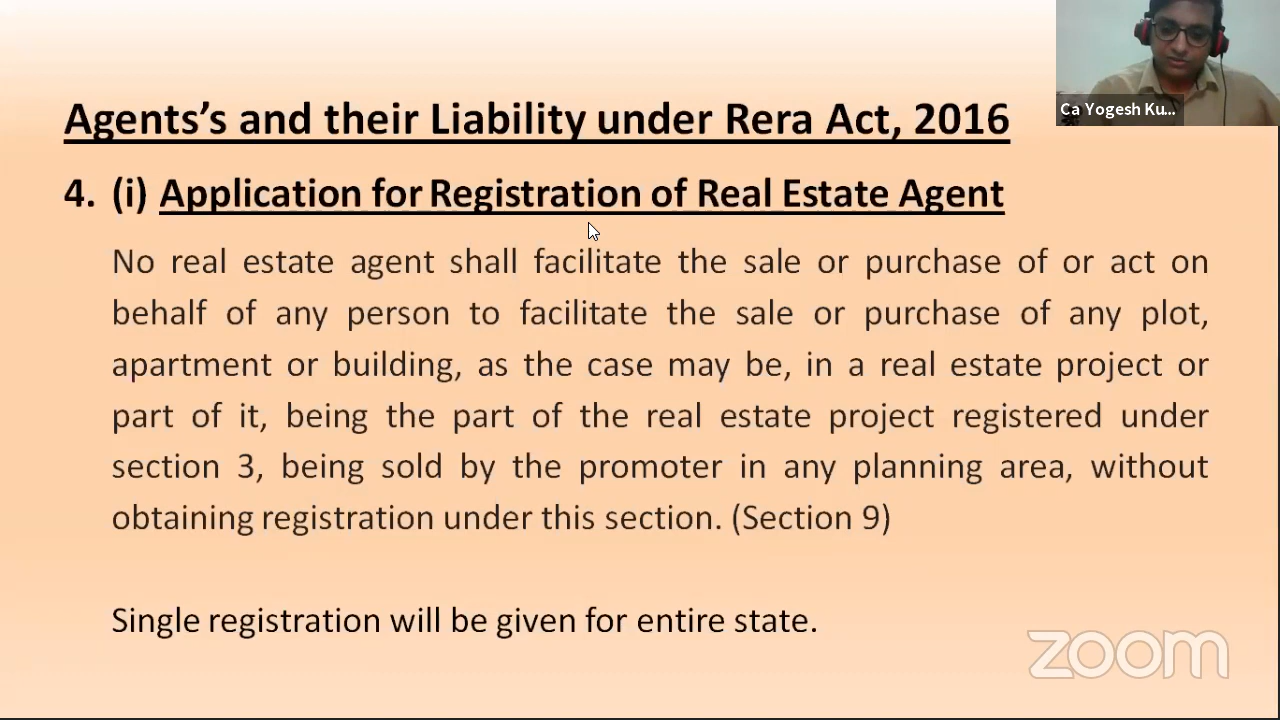 Agents's and their Liability under Rera Act, 2016
Ca Yogesh Ku...
4. (i) Application for Registration of Real Estate Agent
No real estate agent shall facilitate the sale or purchase of or act on
behalf of any person to facilitate the sale or purchase of any plot,
apartment or building, as the case may be, in a real estate project or
part of it, being the part of the real estate project registered under
section 3, being sold by the promoter in any planning area, without
obtaining registration under this section. (Section 9)
Single registration will be given for entire state.
zoom